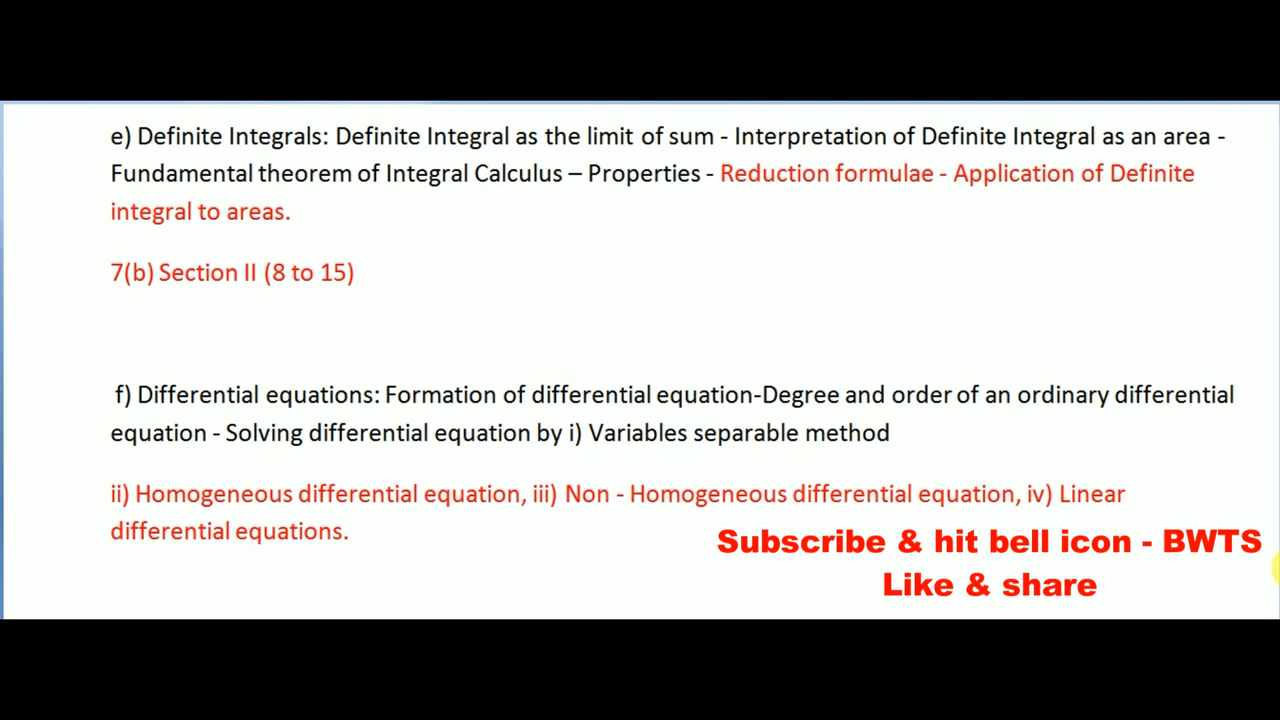 e) Definite Integrals: Definite Integral as the limit of sum - Interpretation of Definite Integral as an area -
Fundamental theorem of Integral Calculus – Properties - Reduction formulae - Application of Definite
integral to areas.
7(b) Section II (8 to 15)
f) Differential equations: Formation of differential equation-Degree and order of an ordinary differential
equation - Solving differential equation by i) Variables separable method
ii) Homogeneous differential equation, iii) Non - Homogeneous differential equation, iv) Linear
differential equations.
Subscribe & hit bell icon - BWTS
Like & share